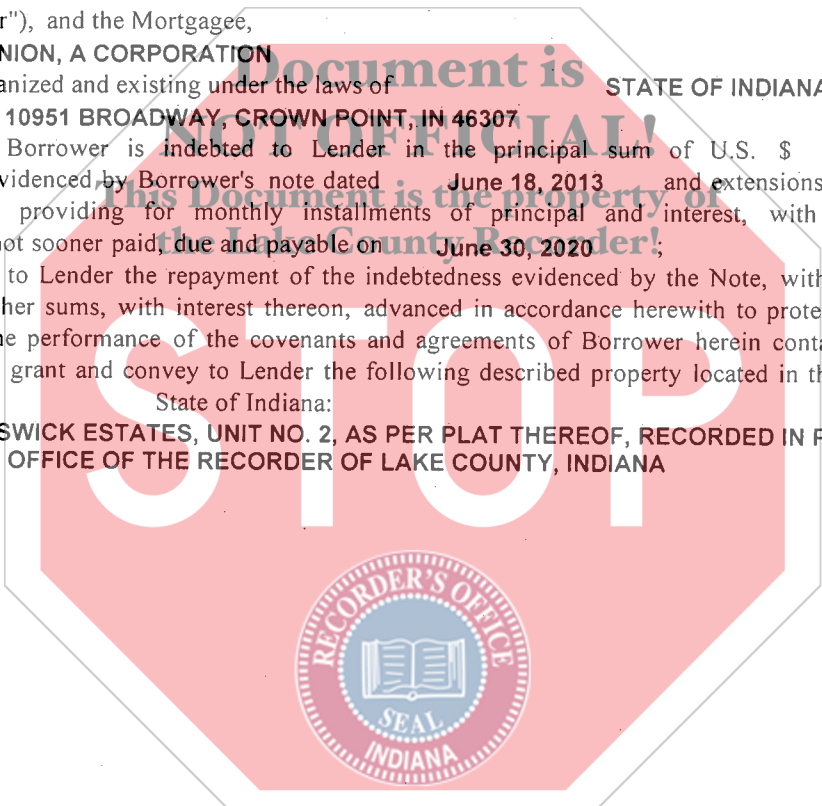 r"), and the Mortgagee,
NION, A CORPORATION
Document is
anized and existing under the laws of STATE OF INDIANA
10951 BROADWAY, CROWN POINT, IN 46307
NOT OFFICIAL!
Borrower is indebted to Lender in the principal sum of U.S. $
videnced by Borrower's note dated June 18, 2013 and extensions
This Document is the property of
providing for monthly installments of principal and interest, with
not sooner paid, due and payable on June 30, 2020 ;
the Lake County Recorder!
to Lender the repayment of the indebtedness evidenced by the Note, with
her sums, with interest thereon, advanced in accordance herewith to prote
e performance of the covenants and agreements of Borrower herein conta
grant and convey to Lender the following described property located in th
State of Indiana:
SWICK ESTATES, UNIT NO. 2, AS PER PLAT THEREOF, RECORDED IN P
OFFICE OF THE RECORDER OF LAKE COUNTY, INDIANA
STOP
RECORDER'S OFFICE
SEAL
INDIANA